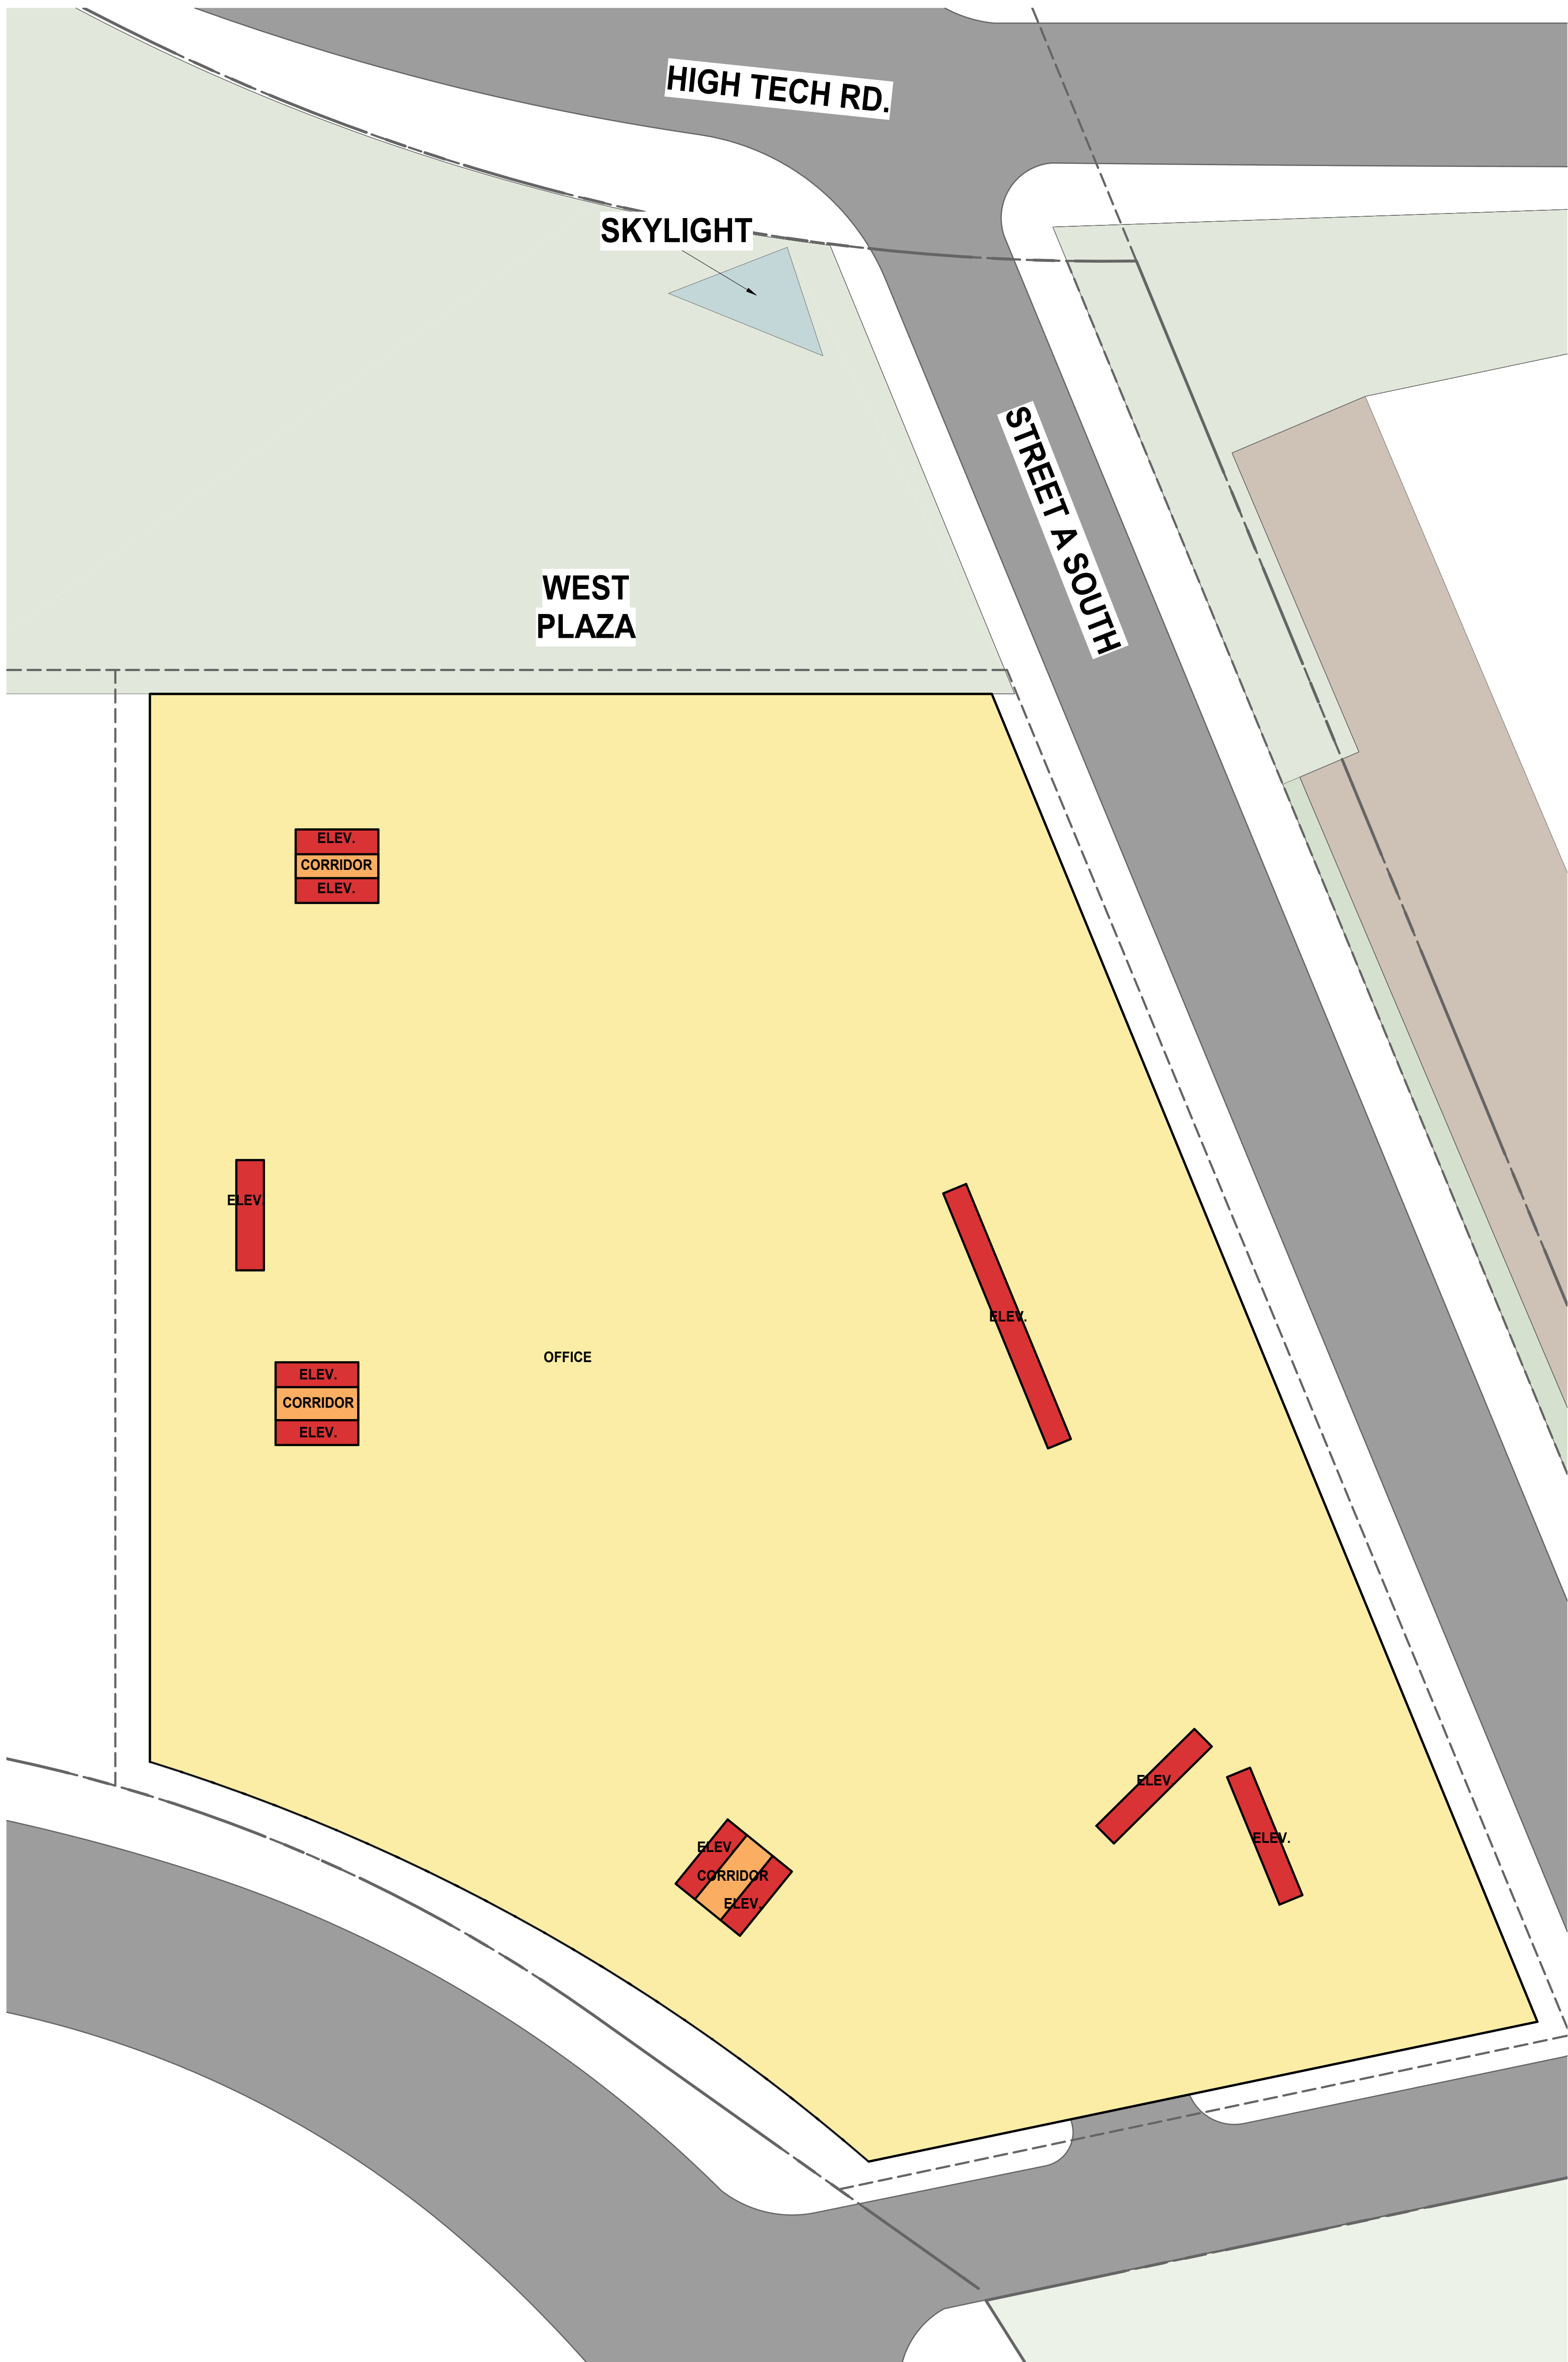 HIGH TECH RD.
SKYLIGHT
STREET A SOUTH
WEST
PLAZA
ELEV.
CORRIDOR
ELEV.
ELEV
ELEV.
OFFICE
ELEV.
CORRIDOR
ELEV.
ELEV
ELEV.
ELEV
CORRIDOR
ELEV.